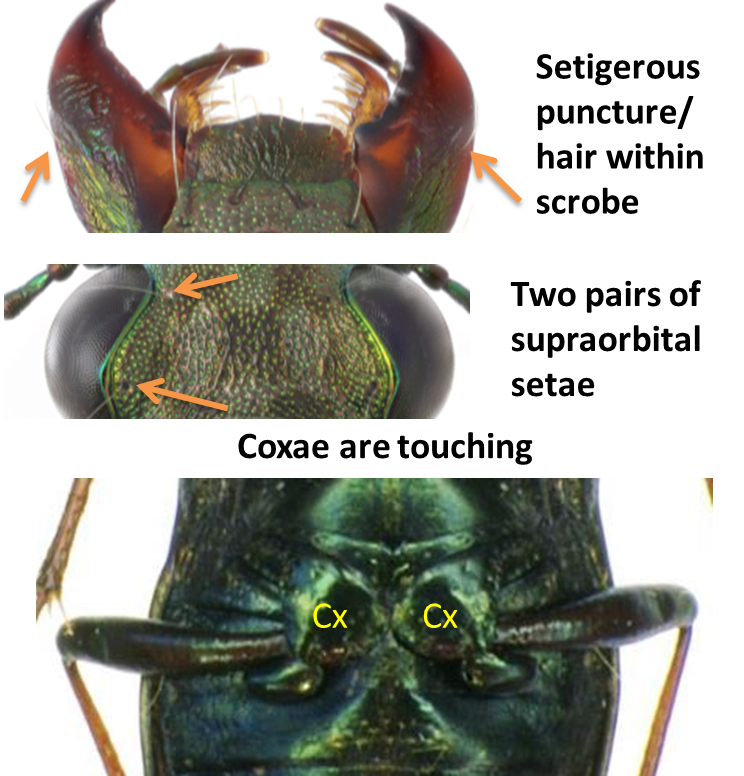 Setigerous
puncture/
hair within
scrobe
Two pairs of
supraorbital
setae
Coxae are touching
Cx Cx